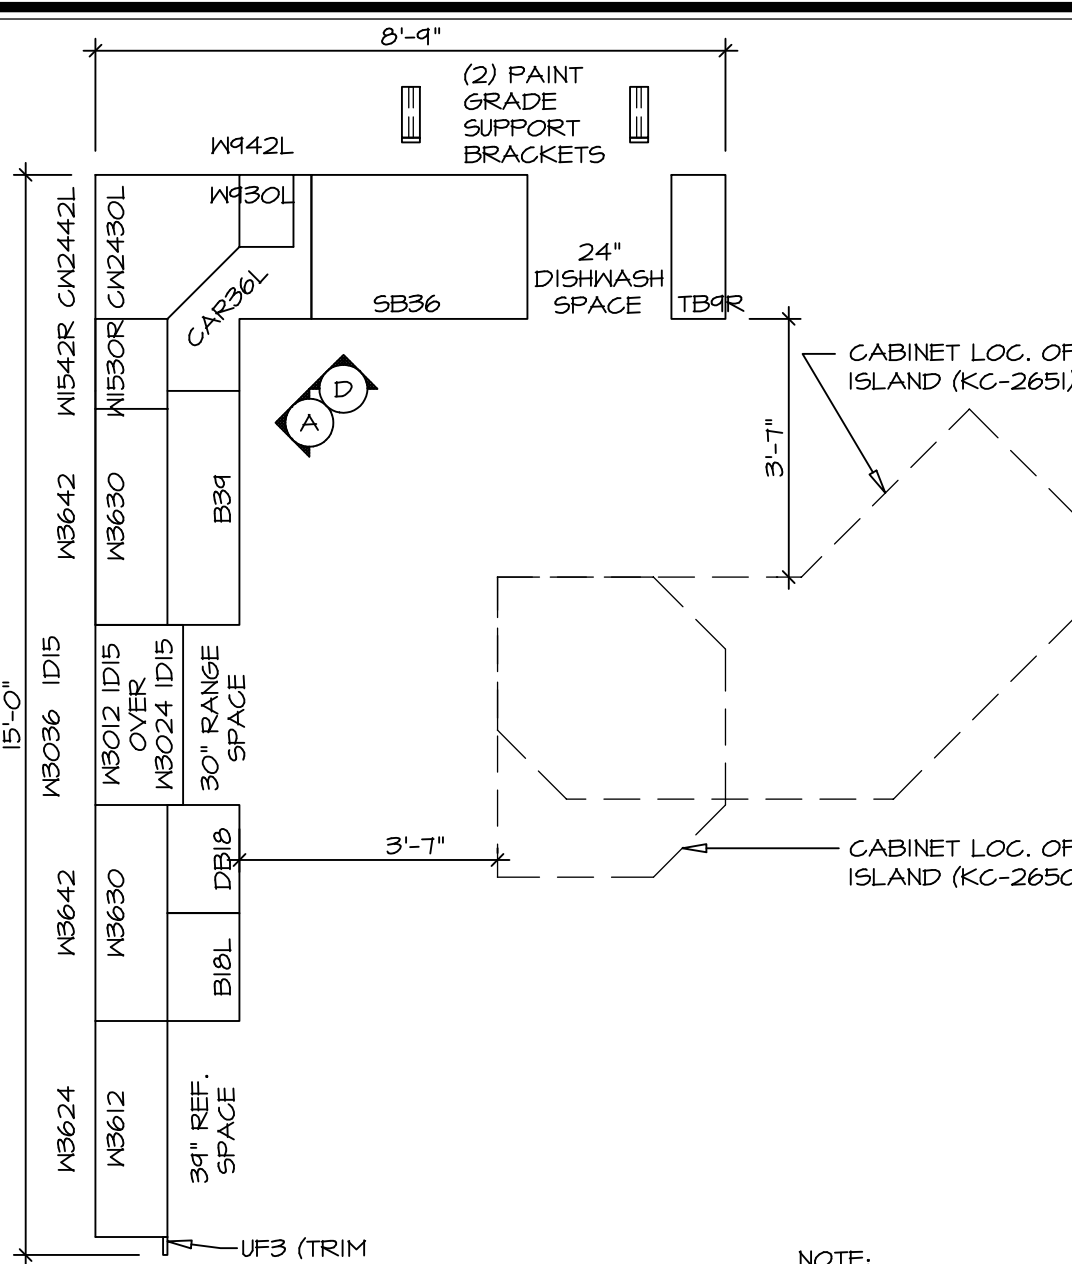 8'-9"
(2) PAINT
GRADE
SUPPORT
BRACKETS
W942L
W930L
CW2442L
CW2430L
CAR36L
SB36
24"
DISHWASH
SPACE
TB9R
W1542R
W1530R
CABINET LOC. OF
ISLAND (KC-2651)
D
A
3'-7"
W3642
W3630
B39
15'-0"
W3036 1D15
W3012 1D15
OVER
W3024 1D15
30" RANGE
SPACE
3'-7"
DB18
CABINET LOC. OF
ISLAND (KC-2650
W3642
W3630
B18L
W3624
W3612
39" REF.
SPACE
UF3 (TRIM
NOTE: